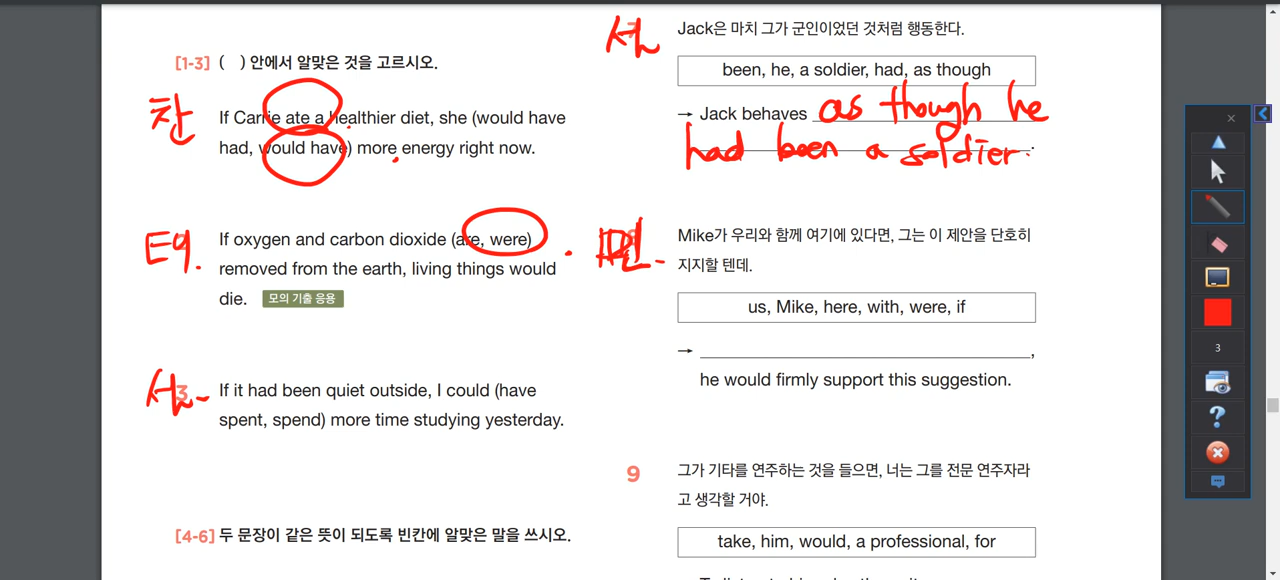 [1-3] (   ) 안에서 알맞은 것을 고르시오.
찬
If Carrie ate a healthier diet, she (would have
had, would have) more energy right now.
If oxygen and carbon dioxide (are, were)
removed from the earth, living things would
die. 모의 기출 응용
3
If it had been quiet outside, I could (have
spent, spend) more time studying yesterday.
[4-6] 두 문장이 같은 뜻이 되도록 빈칸에 알맞은 말을 쓰시오.
Jack은 마치 그가 군인이었던 것처럼 행동한다.
been, he, a soldier, had, as though
→ Jack behaves as though he
had been a soldier.
Mike가 우리와 함께 여기에 있다면, 그는 이 제안을 단호히
지지할 텐데.
us, Mike, here, with, were, if
→ ,
he would firmly support this suggestion.
9
그가 기타를 연주하는 것을 들으면, 너는 그를 전문 연주자라
고 생각할 거야.
take, him, would, a professional, for
3